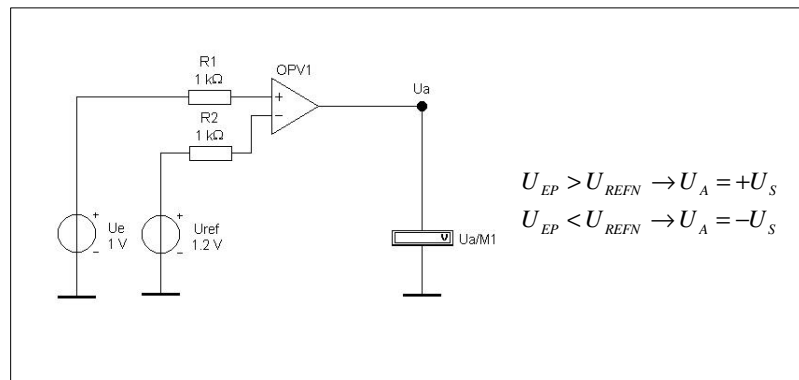 R1
1 kΩ
OPV1
+
−
R2
1 kΩ
Ua
+
Ue
1 V
−
+
Uref
1.2 V
−
V
Ua/M1
U_EP > U_REFN → U_A = +U_S
U_EP < U_REFN → U_A = −U_S